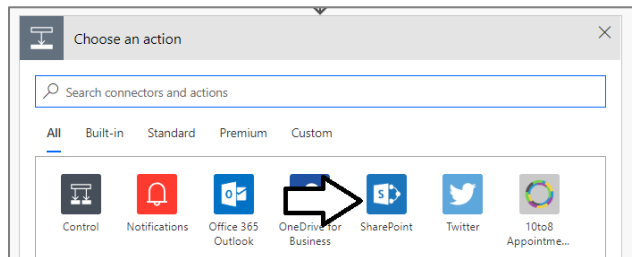 Choose an action
Search connectors and actions
All Built-in Standard Premium Custom
Control Notifications Office 365 Outlook OneDrive for Business SharePoint Twitter 10to8 Appointme...